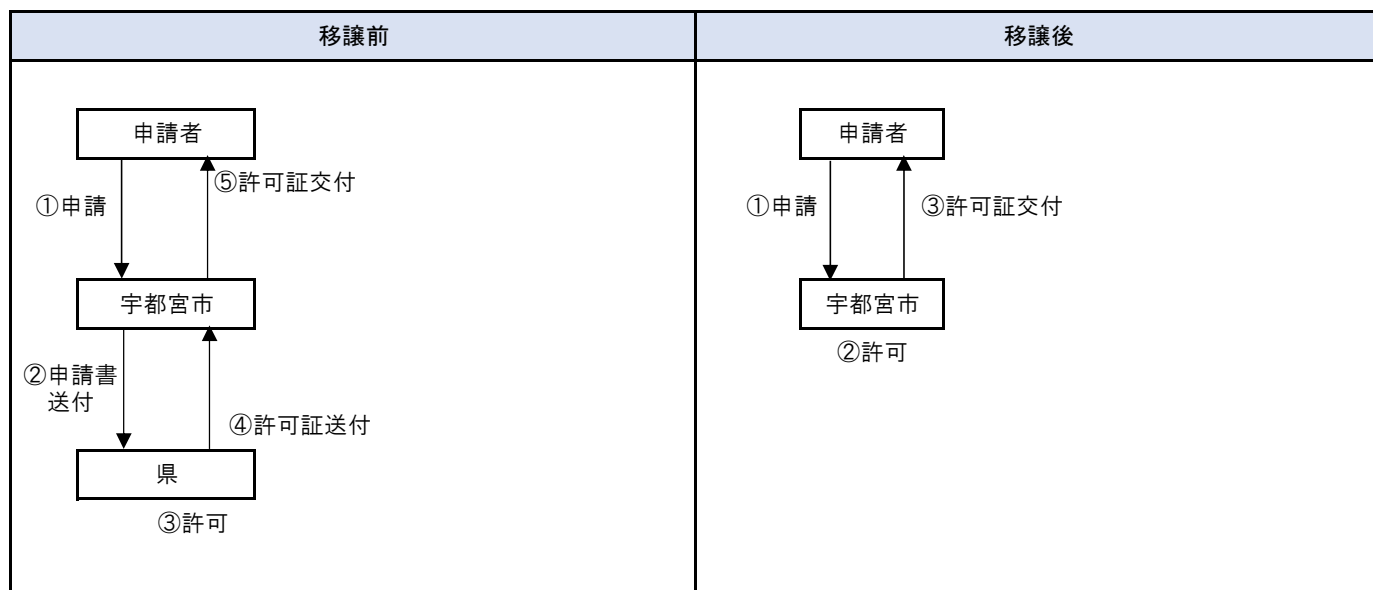 移譲前
移譲後
申請者
①申請
⑤許可証交付
宇都宮市
②申請書
送付
④許可証送付
県
③許可
申請者
①申請
③許可証交付
宇都宮市
②許可